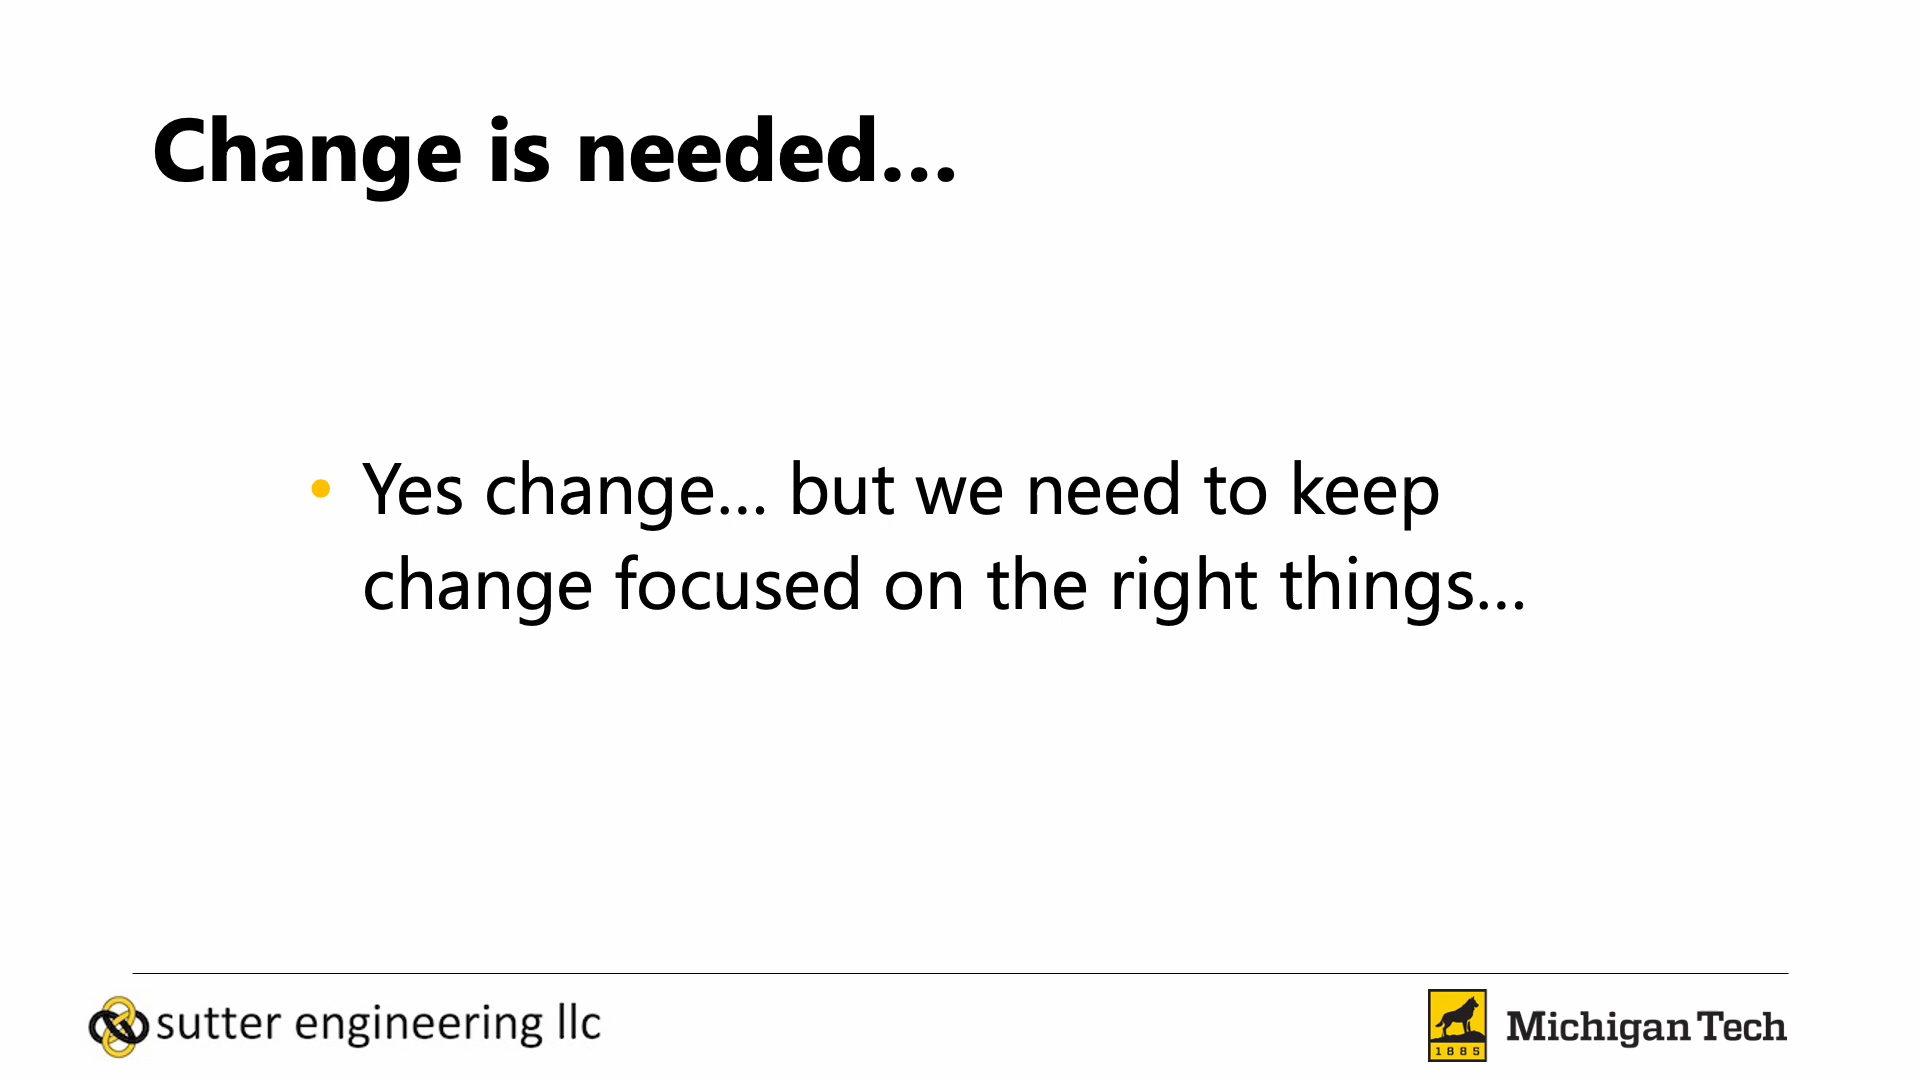 Change is needed…
• Yes change… but we need to keep
change focused on the right things…
sutter engineering llc
1885
Michigan Tech